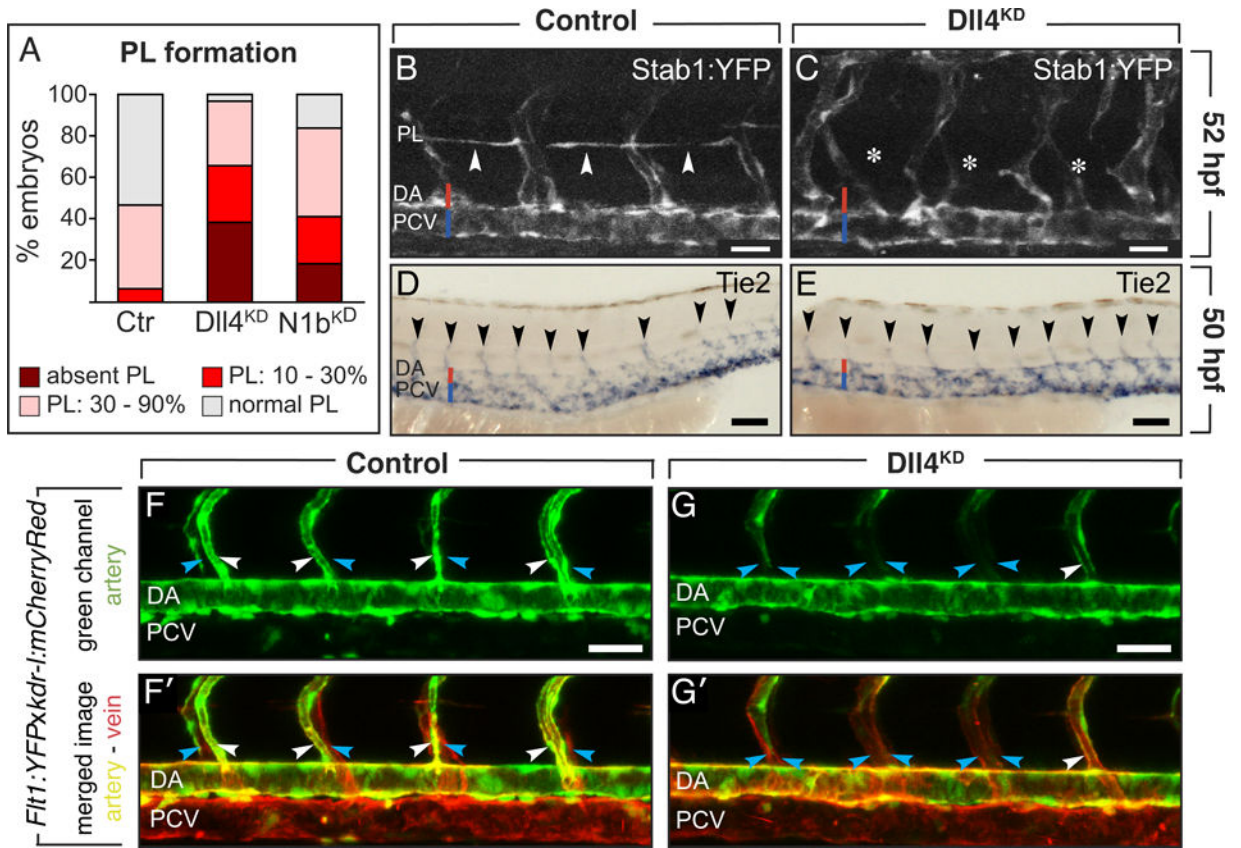 Control
Dll4KD
A
PL formation
100
80
60
40
20
% embryos
Ctr
Dll4KD
N1bKD
absent PL
PL: 10 - 30%
PL: 30 - 90%
normal PL
B
Stab1:YFP
PL
DA
PCV
C
Stab1:YFP
* * *
52 hpf
D
Tie2
DA
PCV
E
Tie2
50 hpf
Control
Dll4KD
Flt1:YFPxkdr-l:mCherryRed
green channel
artery
F
DA
PCV
G
DA
PCV
merged image
artery - vein
F′
DA
PCV
G′
DA
PCV